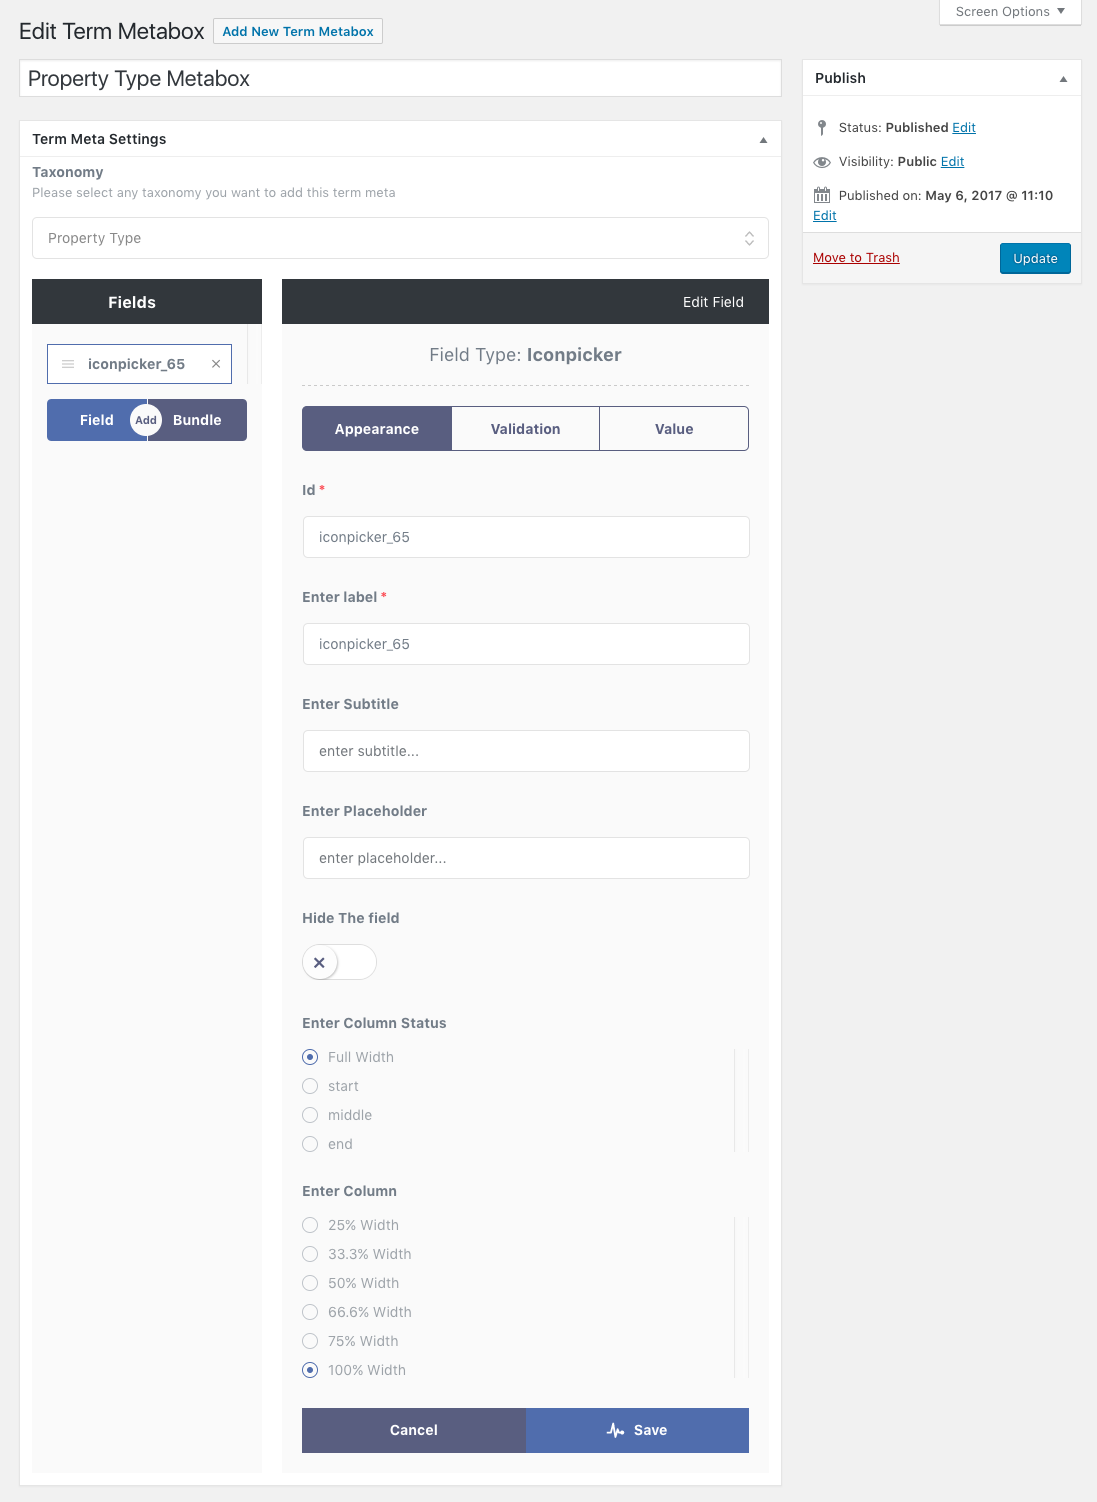 Screen Options
Edit Term Metabox Add New Term Metabox
Property Type Metabox
Term Meta Settings
Taxonomy
Please select any taxonomy you want to add this term meta
Property Type
Fields
iconpicker_65
Field Add Bundle
Edit Field
Field Type: Iconpicker
Appearance Validation Value
Id *
iconpicker_65
Enter label *
iconpicker_65
Enter Subtitle
enter subtitle...
Enter Placeholder
enter placeholder...
Hide The field
Enter Column Status
Full Width
start
middle
end
Enter Column
25% Width
33.3% Width
50% Width
66.6% Width
75% Width
100% Width
Cancel Save
Publish
Status: Published Edit
Visibility: Public Edit
Published on: May 6, 2017 @ 11:10
Edit
Move to Trash Update